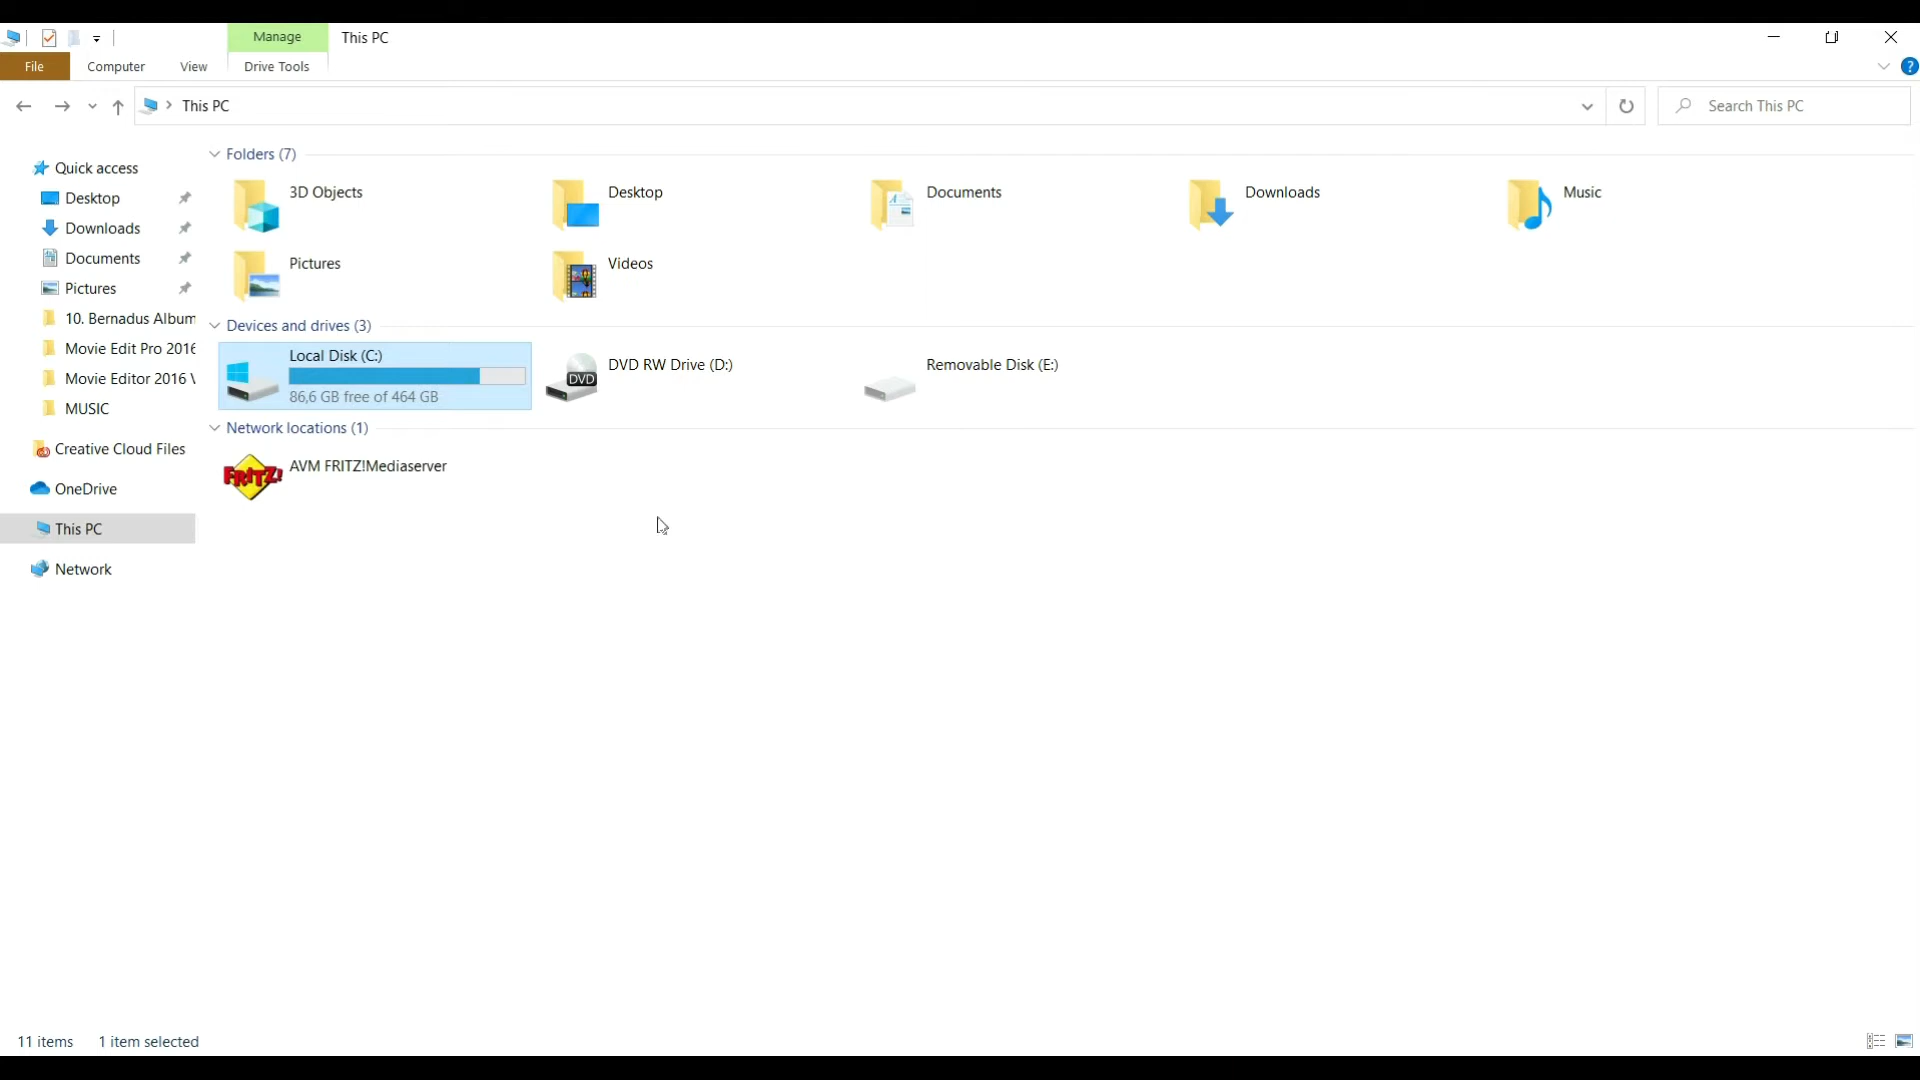 Manage
This PC
File
Computer
View
Drive Tools
This PC
Search This PC
Quick access
Desktop
Downloads
Documents
Pictures
10. Bernadus Album
Movie Edit Pro 2016
Movie Editor 2016 \
MUSIC
Creative Cloud Files
OneDrive
This PC
Network
Folders (7)
3D Objects
Desktop
Documents
Downloads
Music
Pictures
Videos
Devices and drives (3)
Local Disk (C:)
86,6 GB free of 464 GB
DVD
DVD RW Drive (D:)
Removable Disk (E:)
Network locations (1)
FRITZ!
AVM FRITZ!Mediaserver
11 items
1 item selected